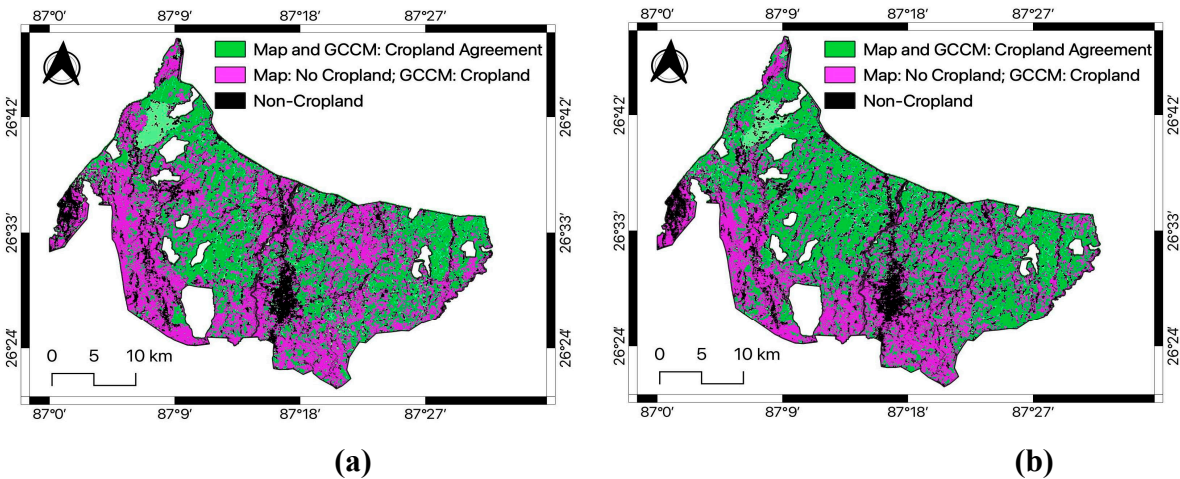 87°0′ 87°9′ 87°18′ 87°27′
Map and GCCM: Cropland Agreement
Map: No Cropland; GCCM: Cropland
Non-Cropland
26°42′ 26°42′
26°33′ 26°33′
26°24′ 26°24′
0 5 10 km
87°0′ 87°9′ 87°18′ 87°27′
(a)
87°0′ 87°9′ 87°18′ 87°27′
Map and GCCM: Cropland Agreement
Map: No Cropland; GCCM: Cropland
Non-Cropland
26°42′ 26°42′
26°33′ 26°33′
26°24′ 26°24′
0 5 10 km
87°0′ 87°9′ 87°18′ 87°27′
(b)